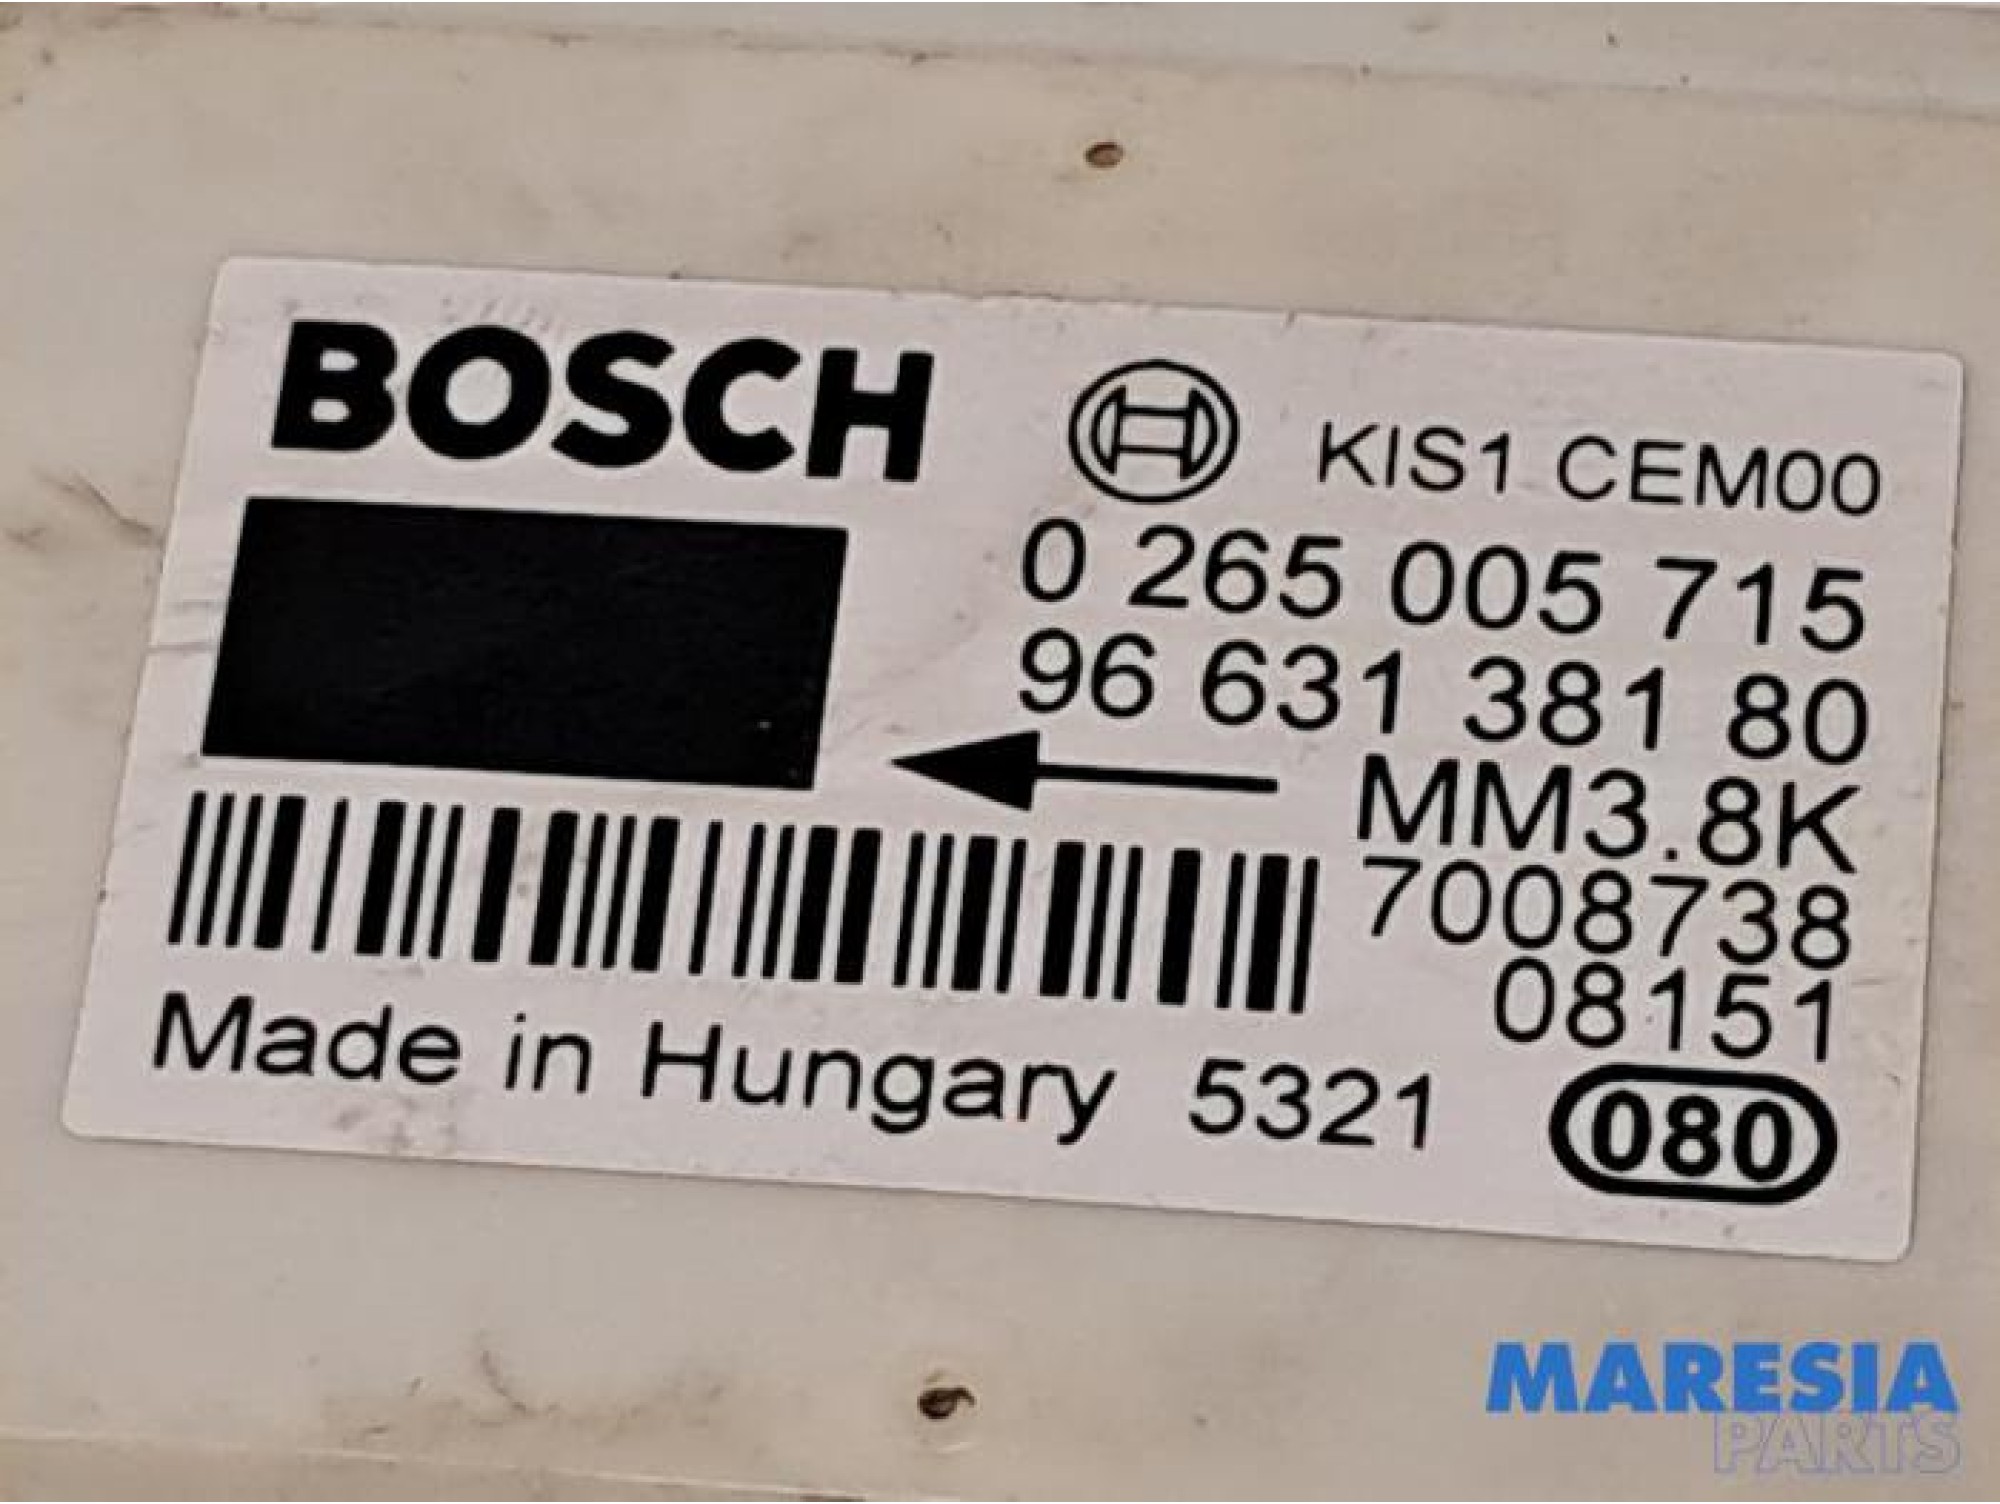 BOSCH
KIS1 CEM00
0 265 005 715
96 631 381 80
MM3.8K
7008738
08151
Made in Hungary 5321
080
MARESIA
PARTS